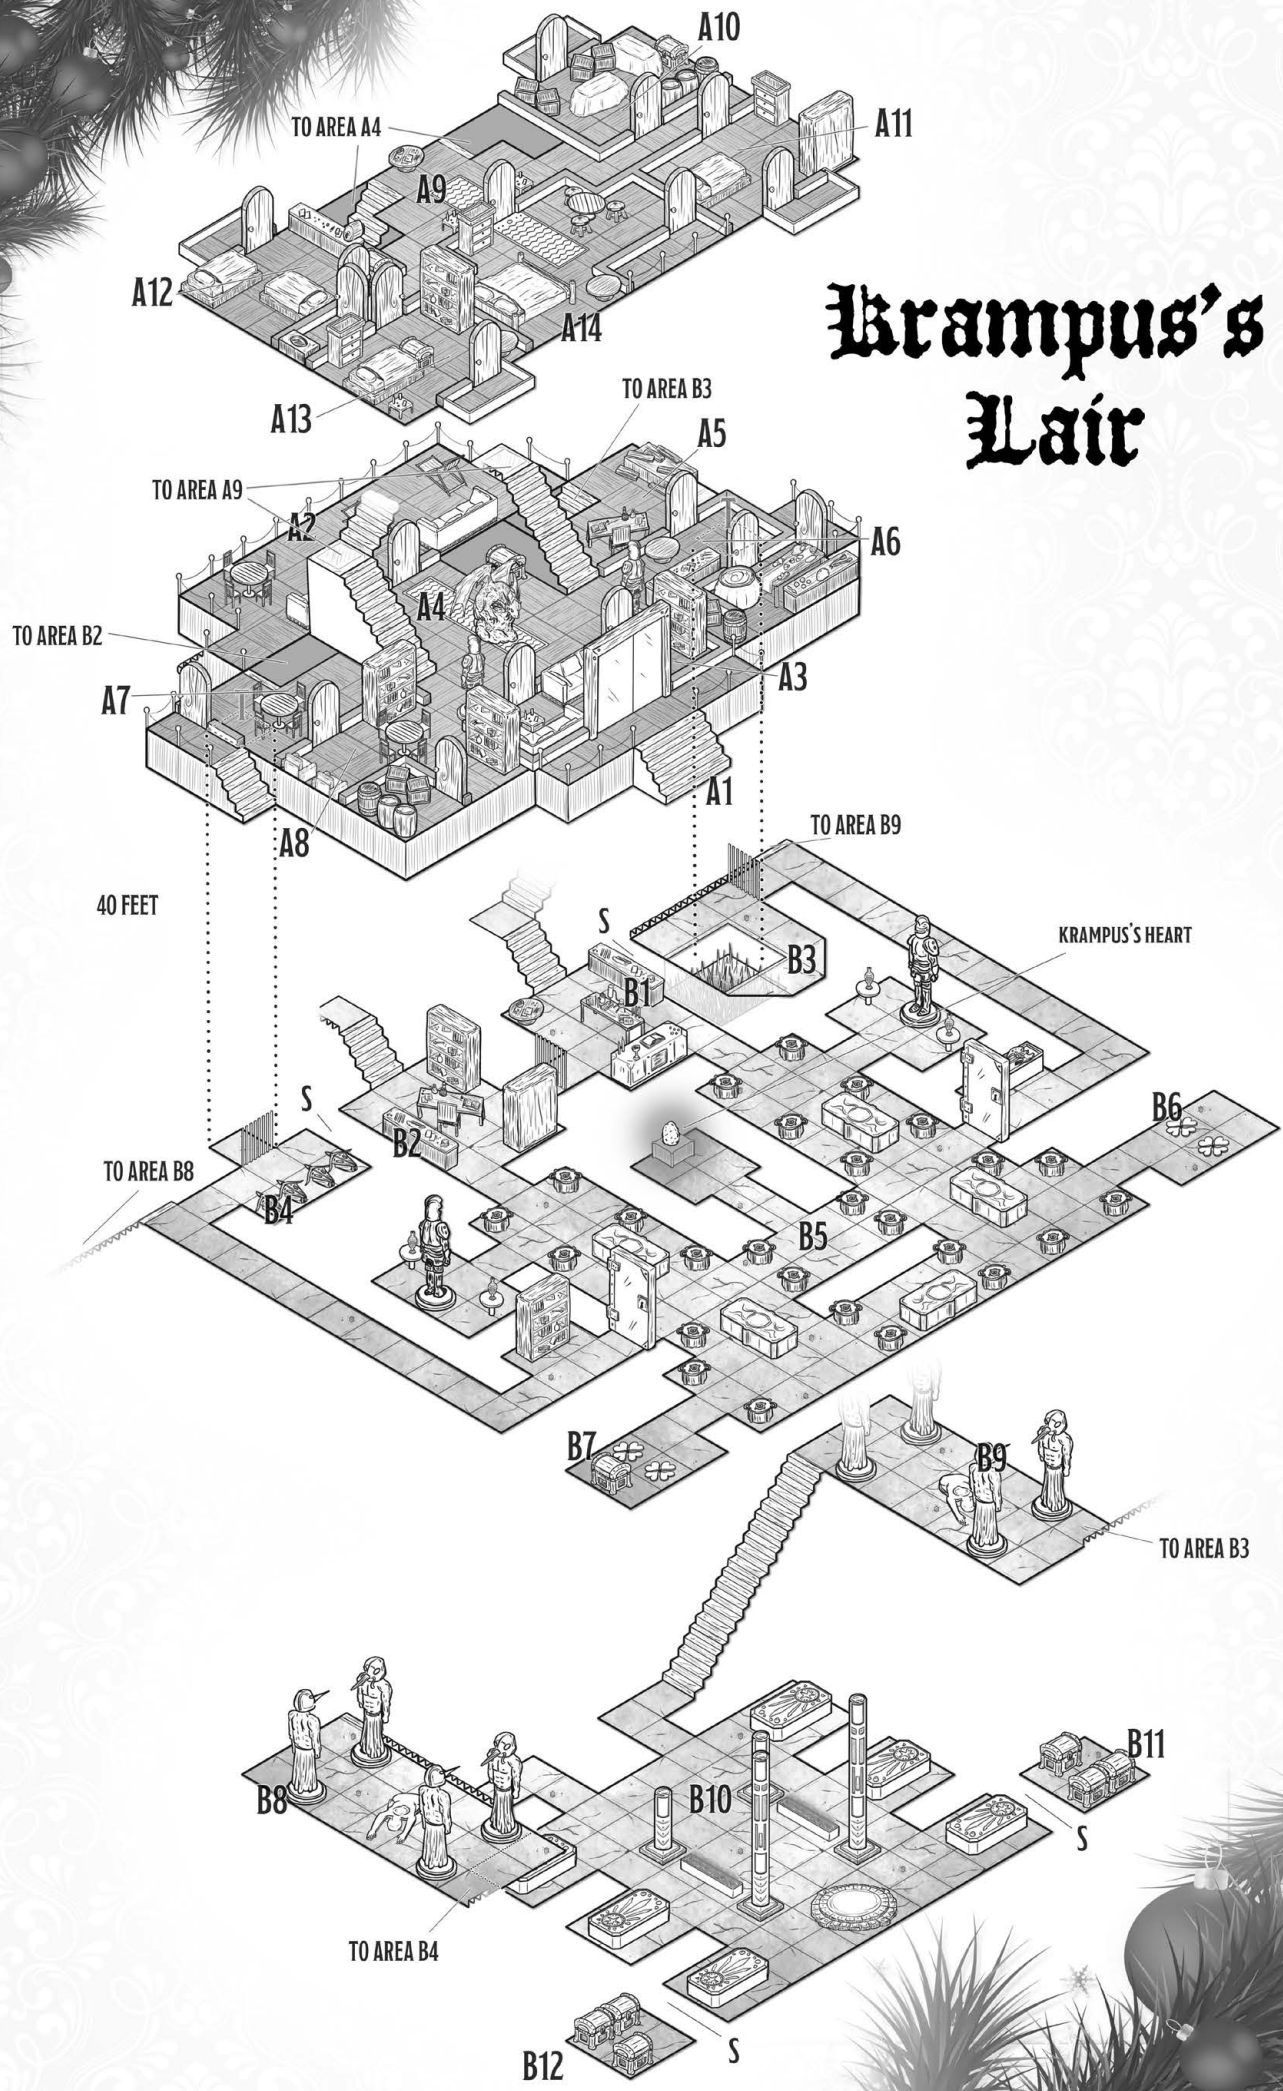 A10
TO AREA A4
A11
A9
A12
A14
Krampus's
Lair
A13
TO AREA B3
A5
TO AREA A9
A2
A6
A4
TO AREA B2
A7
A3
A1
A8
TO AREA B9
40 FEET
S
KRAMPUS'S HEART
B3
B1
S
B6
B2
TO AREA B8
B4
B5
B7
B9
TO AREA B3
B11
B8
B10
S
TO AREA B4
S
B12